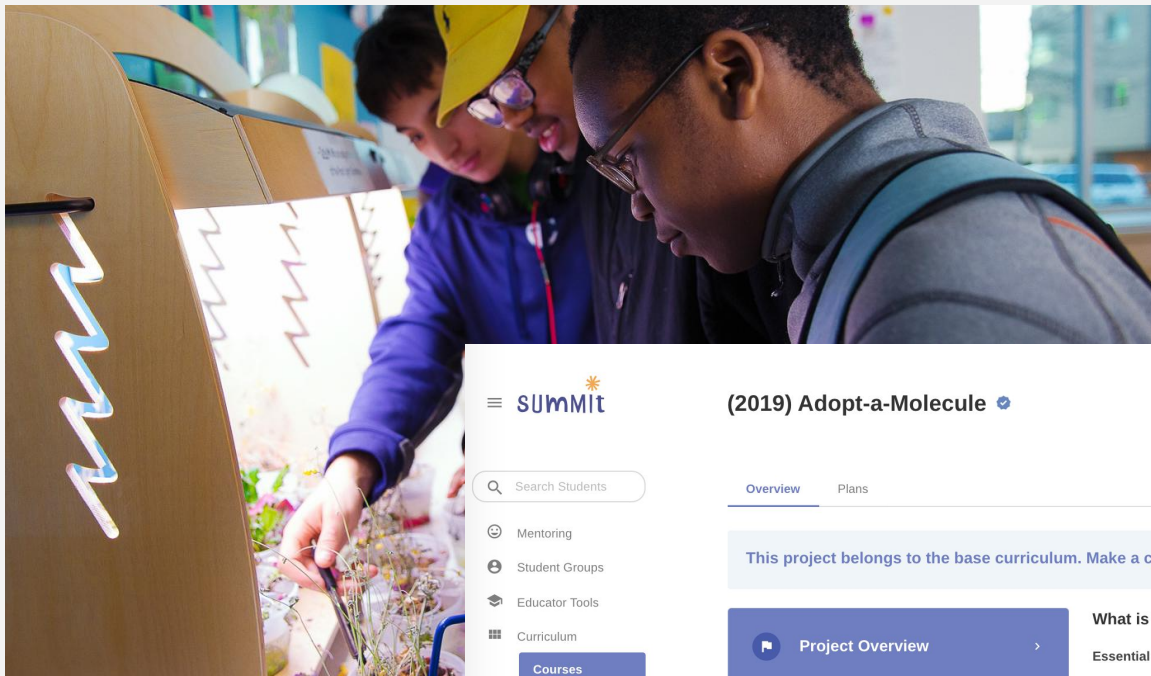 SUMMIT
(2019) Adopt-a-Molecule
Search Students
Overview
Plans
Mentoring
Student Groups
Educator Tools
Curriculum
Courses
This project belongs to the base curriculum. Make a c
Project Overview
What is
Essential